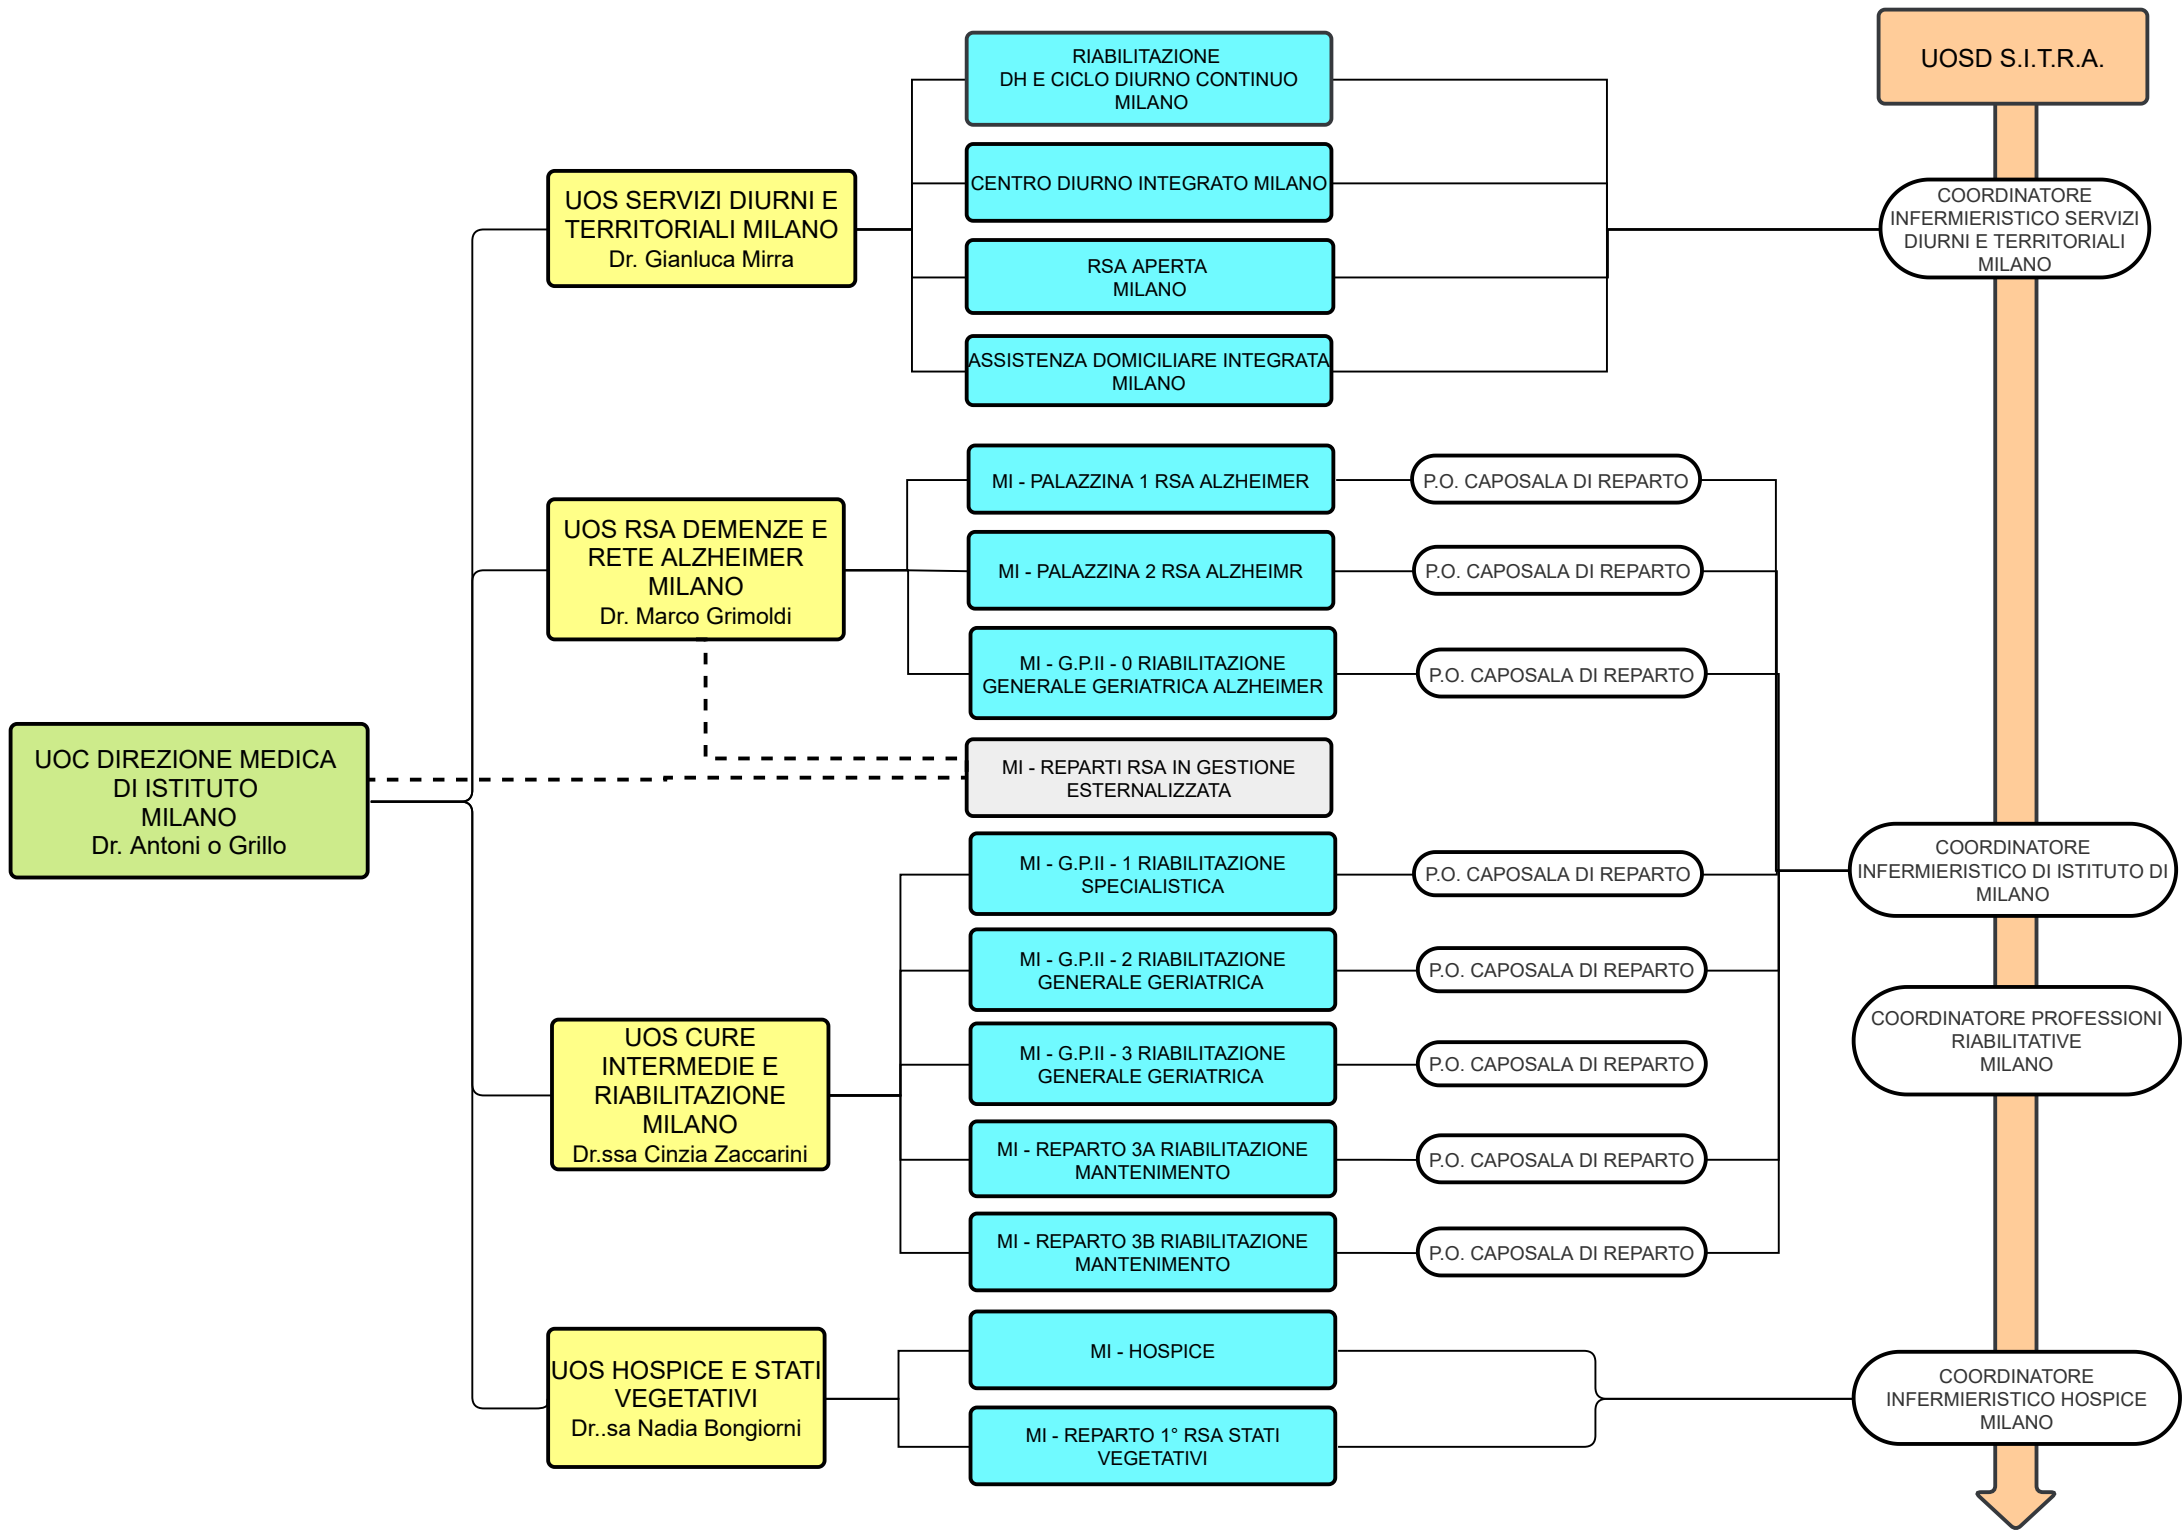 UOC DIREZIONE MEDICA
DI ISTITUTO
MILANO
Dr. Antoni o Grillo
UOS SERVIZI DIURNI E
TERRITORIALI MILANO
Dr. Gianluca Mirra
UOS RSA DEMENZE E
RETE ALZHEIMER
MILANO
Dr. Marco Grimoldi
UOS CURE
INTERMEDIE E
RIABILITAZIONE
MILANO
Dr.ssa Cinzia Zaccarini
UOS HOSPICE E STATI
VEGETATIVI
Dr..sa Nadia Bongiorni
RIABILITAZIONE
DH E CICLO DIURNO CONTINUO
MILANO
CENTRO DIURNO INTEGRATO MILANO
RSA APERTA
MILANO
ASSISTENZA DOMICILIARE INTEGRATA
MILANO
MI - PALAZZINA 1 RSA ALZHEIMER
MI - PALAZZINA 2 RSA ALZHEIMR
MI - G.P.II - 0 RIABILITAZIONE
GENERALE GERIATRICA ALZHEIMER
MI - REPARTI RSA IN GESTIONE
ESTERNALIZZATA
MI - G.P.II - 1 RIABILITAZIONE
SPECIALISTICA
MI - G.P.II - 2 RIABILITAZIONE
GENERALE GERIATRICA
MI - G.P.II - 3 RIABILITAZIONE
GENERALE GERIATRICA
MI - REPARTO 3A RIABILITAZIONE
MANTENIMENTO
MI - REPARTO 3B RIABILITAZIONE
MANTENIMENTO
MI - HOSPICE
MI - REPARTO 1° RSA STATI
VEGETATIVI
P.O. CAPOSALA DI REPARTO
P.O. CAPOSALA DI REPARTO
P.O. CAPOSALA DI REPARTO
P.O. CAPOSALA DI REPARTO
P.O. CAPOSALA DI REPARTO
P.O. CAPOSALA DI REPARTO
P.O. CAPOSALA DI REPARTO
P.O. CAPOSALA DI REPARTO
UOSD S.I.T.R.A.
COORDINATORE
INFERMIERISTICO SERVIZI
DIURNI E TERRITORIALI
MILANO
COORDINATORE
INFERMIERISTICO DI ISTITUTO DI
MILANO
COORDINATORE PROFESSIONI
RIABILITATIVE
MILANO
COORDINATORE
INFERMIERISTICO HOSPICE
MILANO